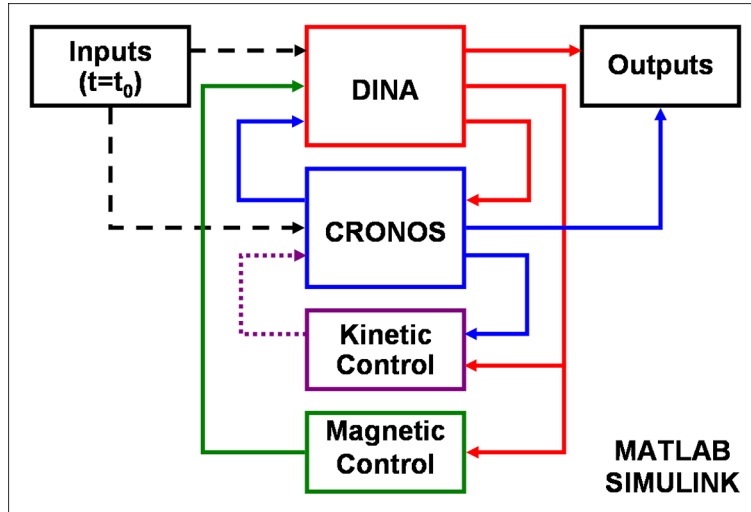 Inputs
(t=t₀)
DINA
Outputs
CRONOS
Kinetic
Control
Magnetic
Control
MATLAB
SIMULINK